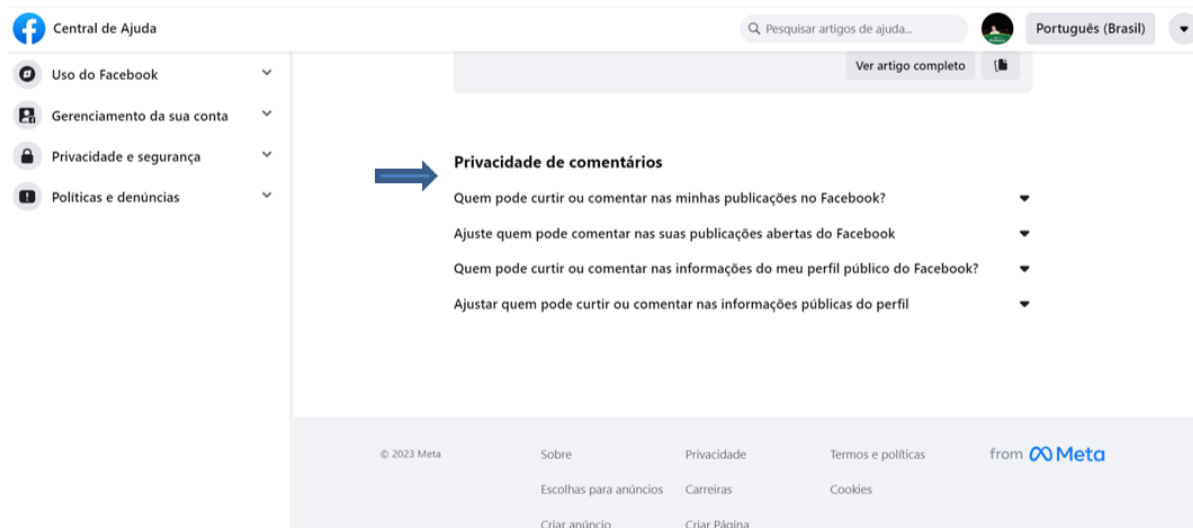 Central de Ajuda
Pesquisar artigos de ajuda...
Português (Brasil)
Uso do Facebook
Gerenciamento da sua conta
Privacidade e segurança
Políticas e denúncias
Ver artigo completo
Privacidade de comentários
Quem pode curtir ou comentar nas minhas publicações no Facebook?
Ajuste quem pode comentar nas suas publicações abertas do Facebook
Quem pode curtir ou comentar nas informações do meu perfil público do Facebook?
Ajustar quem pode curtir ou comentar nas informações públicas do perfil
© 2023 Meta
Sobre
Privacidade
Termos e políticas
from Meta
Escolhas para anúncios
Carreiras
Cookies
Criar anúncio
Criar Página